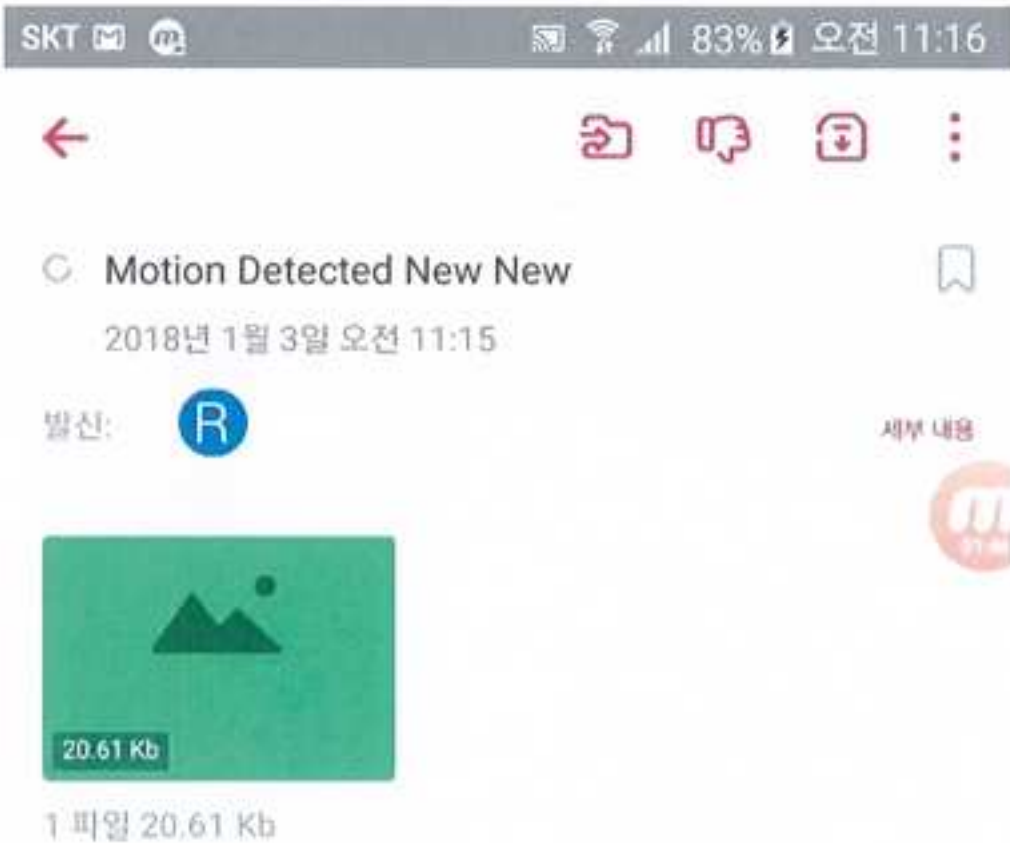 SKT 83% 오전 11:16
Motion Detected New New
2018년 1월 3일 오전 11:15
발신: R
세부 내용
20.61 Kb
1 파일 20.61 Kb